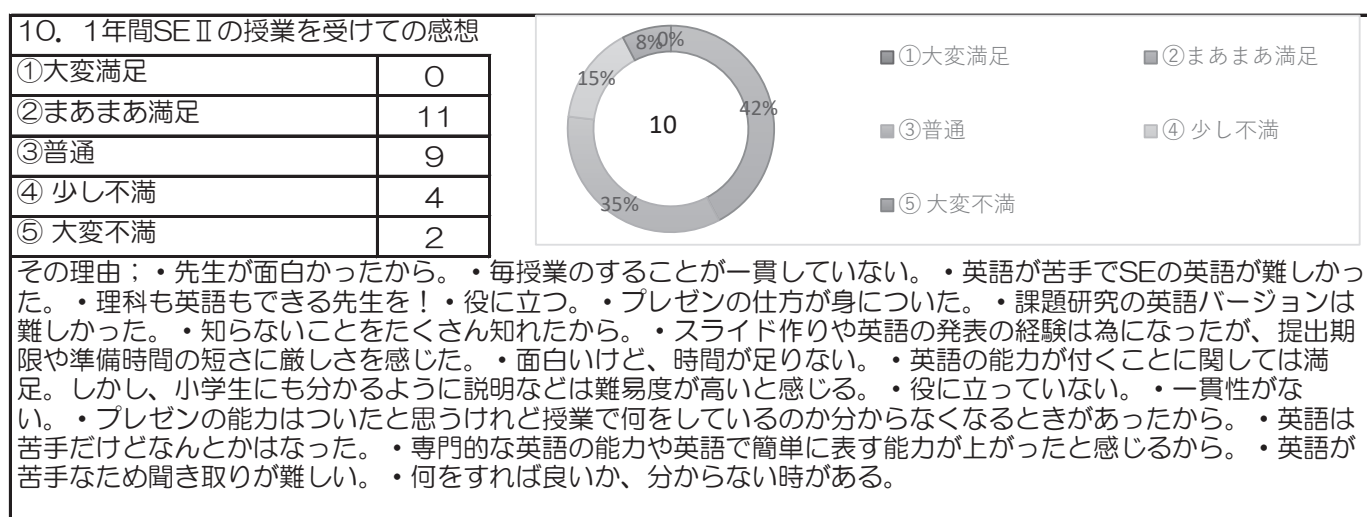 10．1年間SEⅡの授業を受けての感想
①大変満足 0
②まあまあ満足 11
③普通 9
④ 少し不満 4
⑤ 大変不満 2
0%
8%
15%
42%
35%
10
①大変満足 ②まあまあ満足
③普通 ④ 少し不満
⑤ 大変不満
その理由；・先生が面白かったから。・毎授業のすることが一貫していない。・英語が苦手でSEの英語が難しかっ
た。・理科も英語もできる先生を！・役に立つ。・プレゼンの仕方が身についた。・課題研究の英語バージョンは
難しかった。・知らないことをたくさん知れたから。・スライド作りや英語の発表の経験は為になったが、提出期
限や準備時間の短さに厳しさを感じた。・面白いけど、時間が足りない。・英語の能力が付くことに関しては満
足。しかし、小学生にも分かるように説明などは難易度が高いと感じる。・役に立っていない。・一貫性がな
い。・プレゼンの能力はついたと思うけれど授業で何をしているのか分からなくなるときがあったから。・英語は
苦手だけどなんとかはなった。・専門的な英語の能力や英語で簡単に表す能力が上がったと感じるから。・英語が
苦手なため聞き取りが難しい。・何をすれば良いか、分からない時がある。